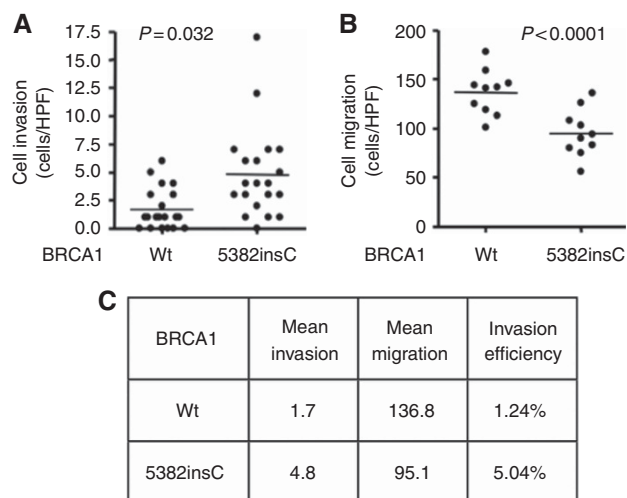 A
P=0.032
Cell invasion
(cells/HPF)
17.5
15.0
12.5
10.0
7.5
5.0
2.5
0.0
BRCA1 Wt 5382insC
B
P<0.0001
Cell migration
(cells/HPF)
200
150
100
50
0
BRCA1 Wt 5382insC
C
BRCA1 Mean invasion Mean migration Invasion efficiency
Wt 1.7 136.8 1.24%
5382insC 4.8 95.1 5.04%